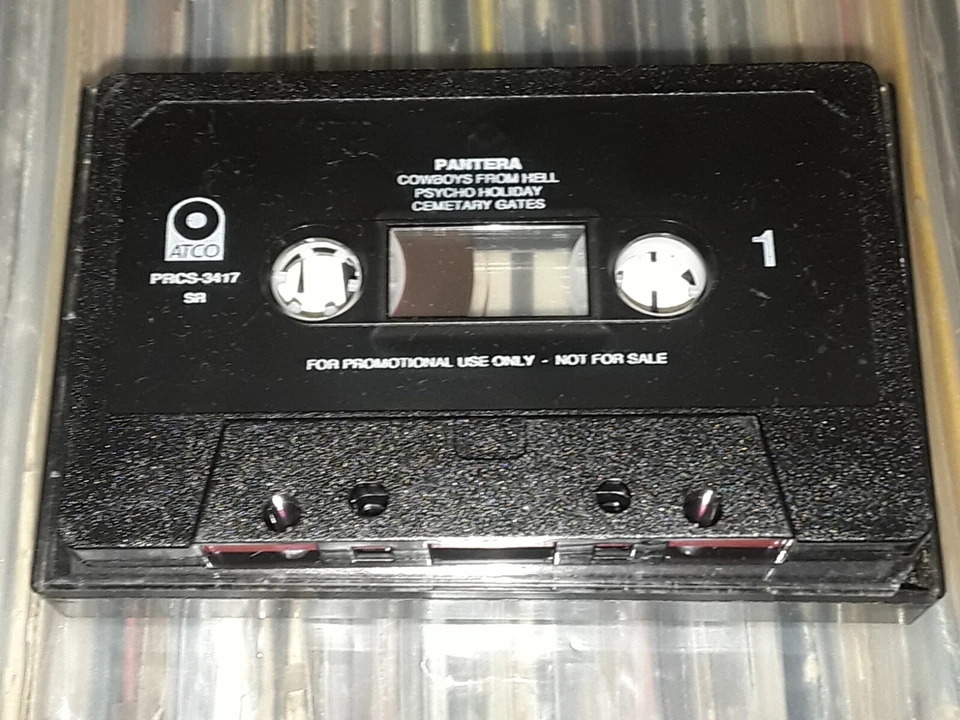 PANTERA
COWBOYS FROM HELL
PSYCHO HOLIDAY
CEMETARY GATES
ATCO
PRCS-3417
SR
1
FOR PROMOTIONAL USE ONLY - NOT FOR SALE